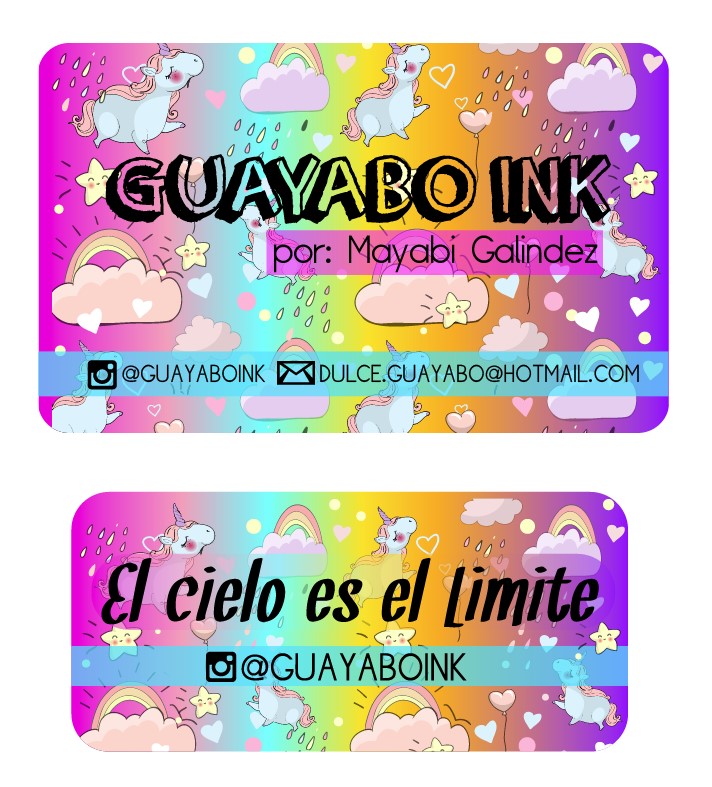 GUAYABO INK
por: Mayabi Galindez
@GUAYABOINK DULCE.GUAYABO@HOTMAIL.COM
El cielo es el Limite
@GUAYABOINK